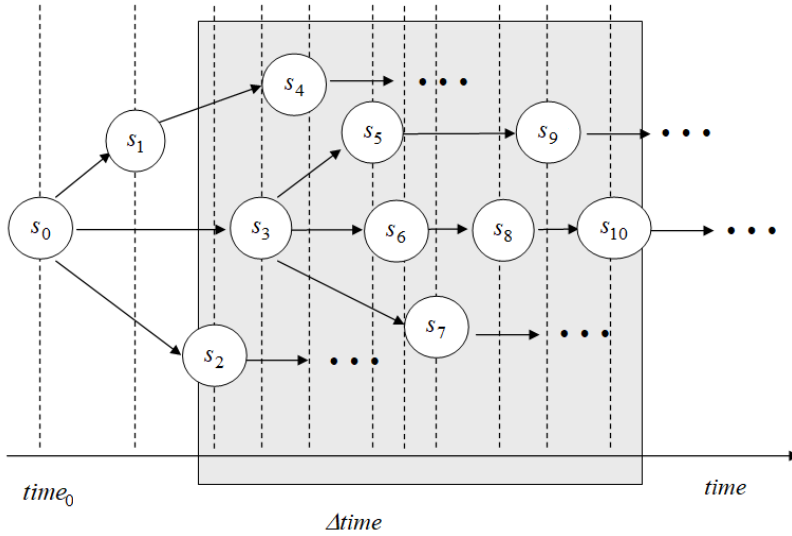 s4 • • •
s5 s9 • • •
s1
s0 s3 s6 s8 s10 • • •
s7 • • •
s2 • • •
time0 time
Δtime